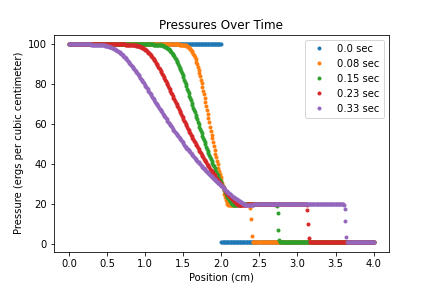 Pressures Over Time
Pressure (ergs per cubic centimeter)
100
80
60
40
20
0
0.0 sec
0.08 sec
0.15 sec
0.23 sec
0.33 sec
0.0 0.5 1.0 1.5 2.0 2.5 3.0 3.5 4.0
Position (cm)